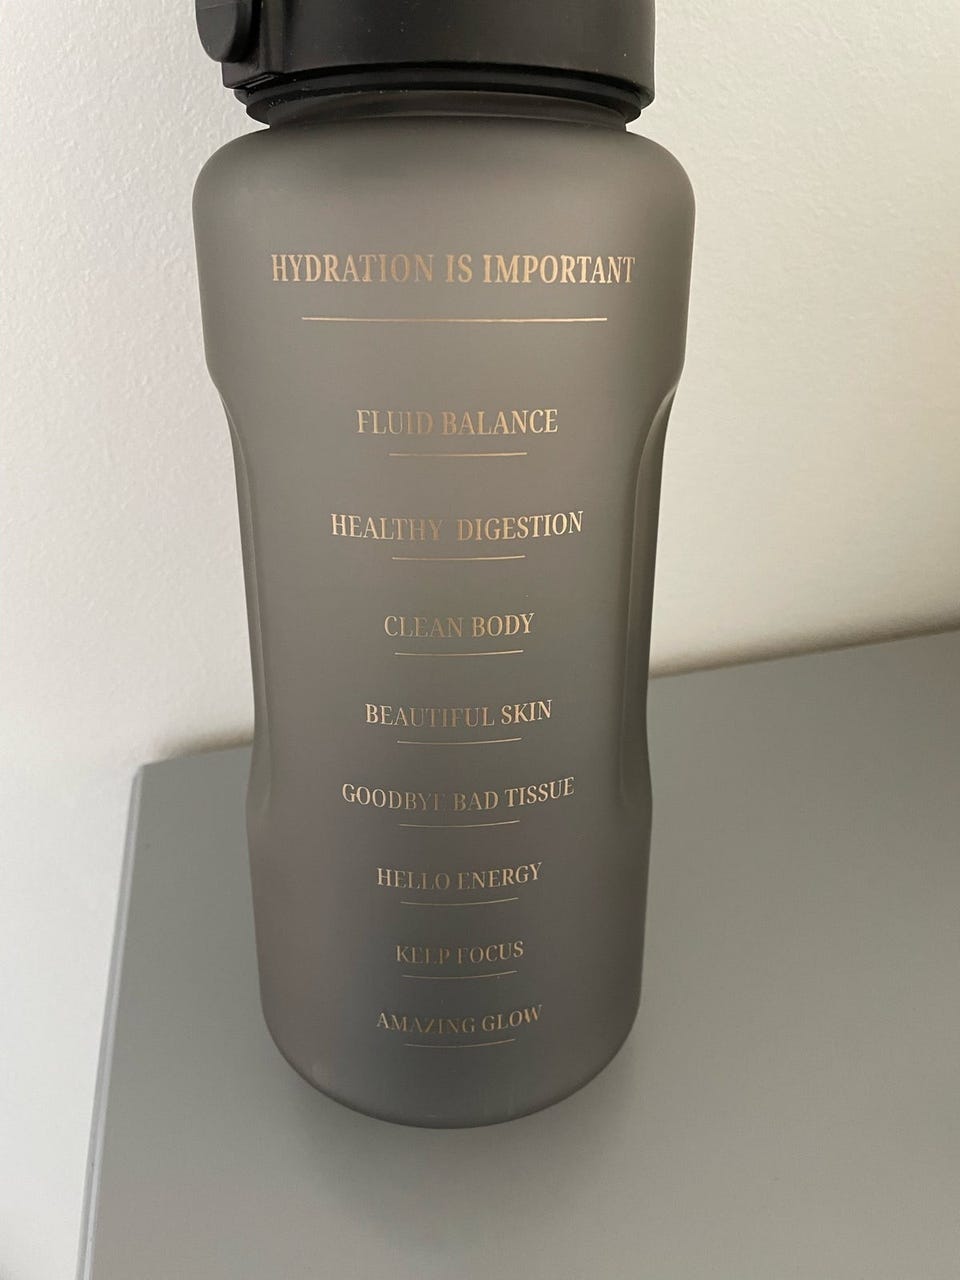 HYDRATION IS IMPORTANT
FLUID BALANCE
HEALTHY DIGESTION
CLEAN BODY
BEAUTIFUL SKIN
GOODBYE BAD TISSUE
HELLO ENERGY
KEEP FOCUS
AMAZING GLOW